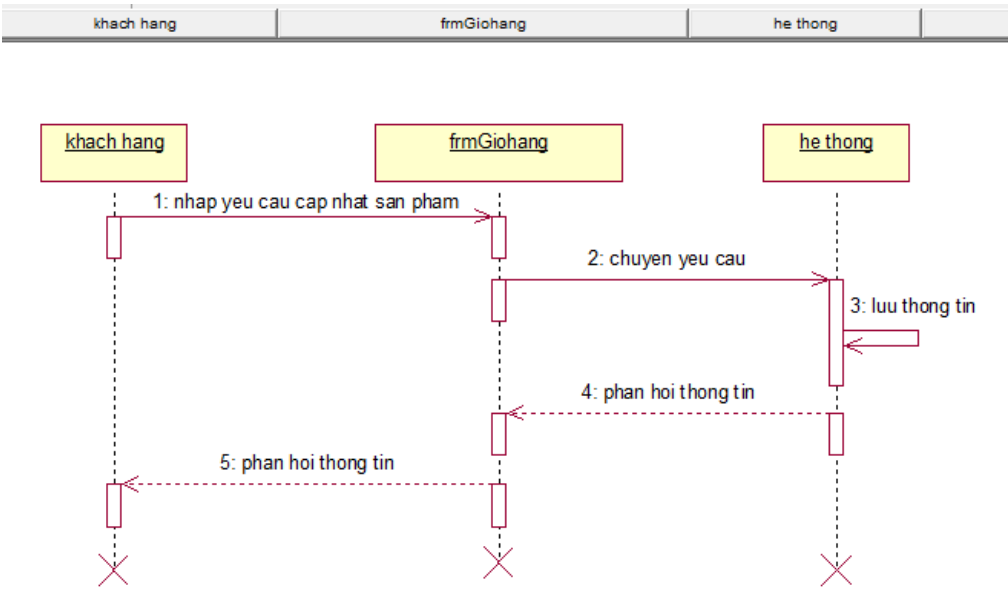 khach hang
frmGiohang
he thong
khach hang
frmGiohang
he thong
1: nhap yeu cau cap nhat san pham
2: chuyen yeu cau
3: luu thong tin
4: phan hoi thong tin
5: phan hoi thong tin